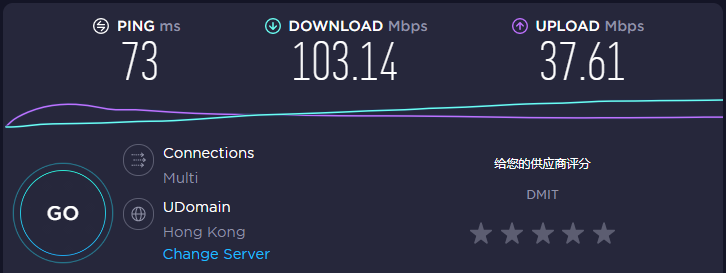 PING ms
73
DOWNLOAD Mbps
103.14
UPLOAD Mbps
37.61
GO
Connections
Multi
UDomain
Hong Kong
Change Server
给您的供应商评分
DMIT